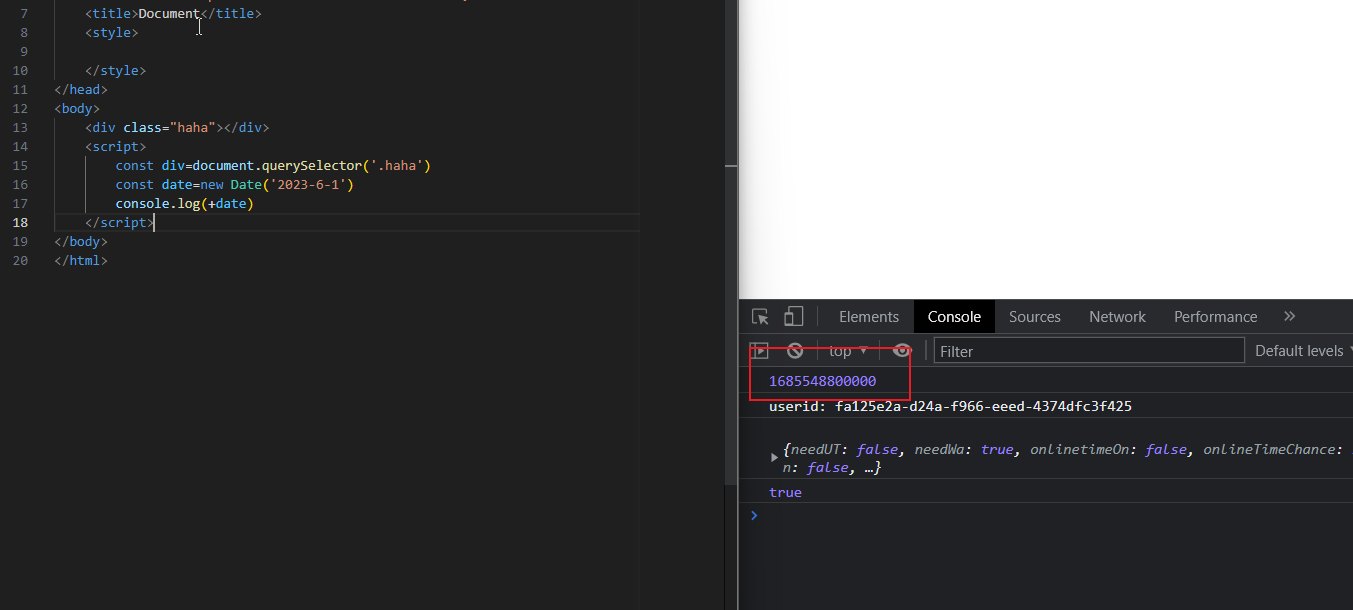 7 <title>Document</title>
8 <style>
9
10 </style>
11 </head>
12 <body>
13 <div class="haha"></div>
14 <script>
15 const div=document.querySelector('.haha')
16 const date=new Date('2023-6-1')
17 console.log(+date)
18 </script>
19 </body>
20 </html>
Elements Console Sources Network Performance »
top Filter Default levels
1685548800000
userid: fa125e2a-d24a-f966-eeed-4374dfc3f425
{needUT: false, needWa: true, onlinetimeOn: false, onlineTimeChance:
n: false, …}
true